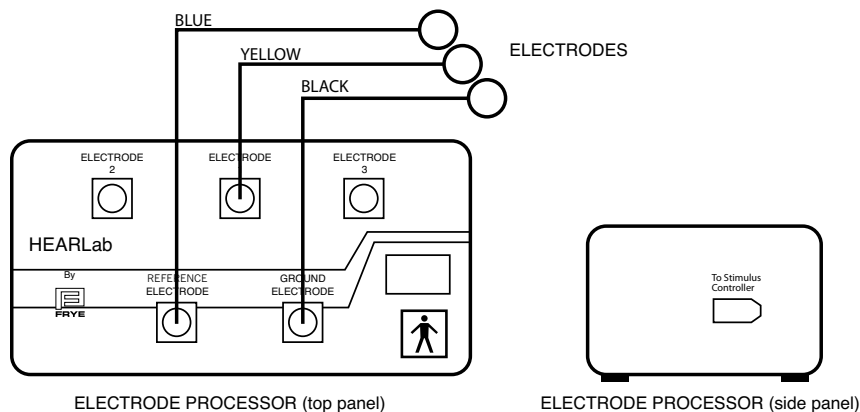 BLUE
YELLOW
BLACK
ELECTRODES
ELECTRODE
2
ELECTRODE
ELECTRODE
3
HEARLab
By
FRYE
REFERENCE
ELECTRODE
GROUND
ELECTRODE
To Stimulus
Controller
ELECTRODE PROCESSOR (top panel)
ELECTRODE PROCESSOR (side panel)